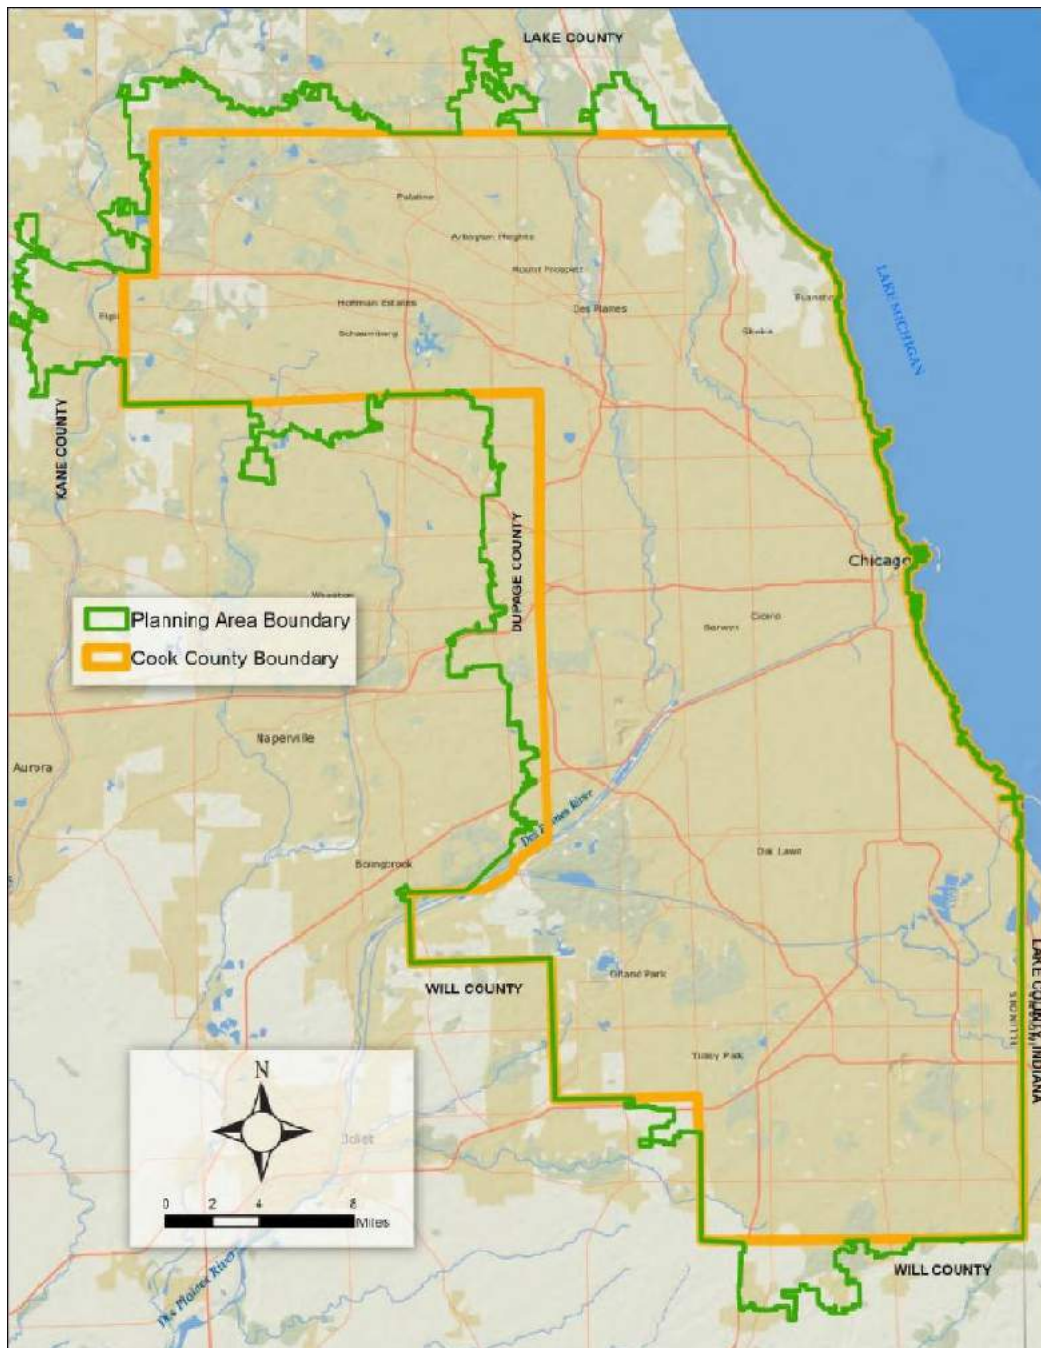 LAKE COUNTY
Palatine
Arlington Heights
Mount Prospect
Hoffman Estates
Des Plaines
Schaumburg
Skokie
Elgin
LAKE MICHIGAN
KANE COUNTY
DUPAGE COUNTY
Chicago
Wheaton
Berwyn
Cicero
Planning Area Boundary
Cook County Boundary
Naperville
Aurora
Des Plaines River
Oak Lawn
Bolingbrook
Orland Park
WILL COUNTY
ILLINOIS
LAKE COUNTY, INDIANA
Tinley Park
N
Joliet
0 2 4 8
Miles
Des Plaines River
WILL COUNTY